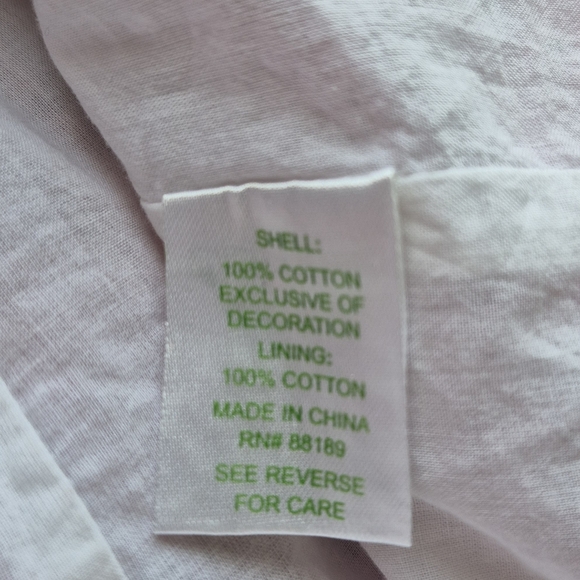 SHELL:
100% COTTON
EXCLUSIVE OF
DECORATION
LINING:
100% COTTON
MADE IN CHINA
RN# 88189
SEE REVERSE
FOR CARE